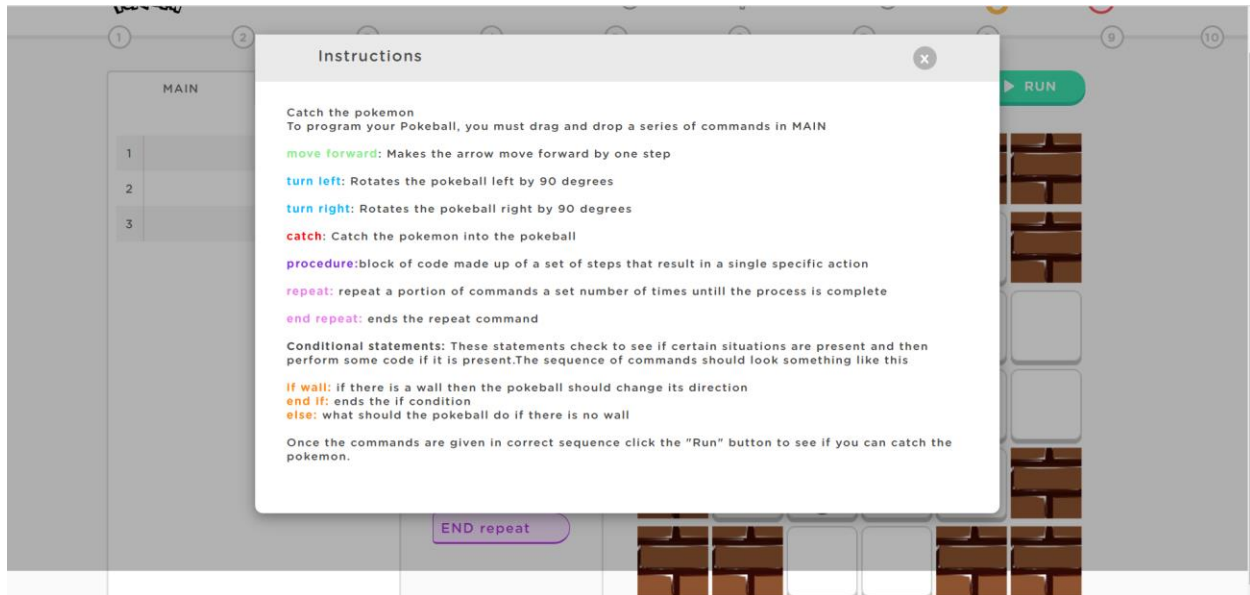 1 2 9 10
Instructions
x
MAIN
RUN
1
2
3
Catch the pokemon
To program your Pokeball, you must drag and drop a series of commands in MAIN
move forward: Makes the arrow move forward by one step
turn left: Rotates the pokeball left by 90 degrees
turn right: Rotates the pokeball right by 90 degrees
catch: Catch the pokemon into the pokeball
procedure:block of code made up of a set of steps that result in a single specific action
repeat: repeat a portion of commands a set number of times untill the process is complete
end repeat: ends the repeat command
Conditional statements: These statements check to see if certain situations are present and then
perform some code if it is present.The sequence of commands should look something like this
if wall: if there is a wall then the pokeball should change its direction
end if: ends the if condition
else: what should the pokeball do if there is no wall
Once the commands are given in correct sequence click the "Run" button to see if you can catch the
pokemon.
END repeat